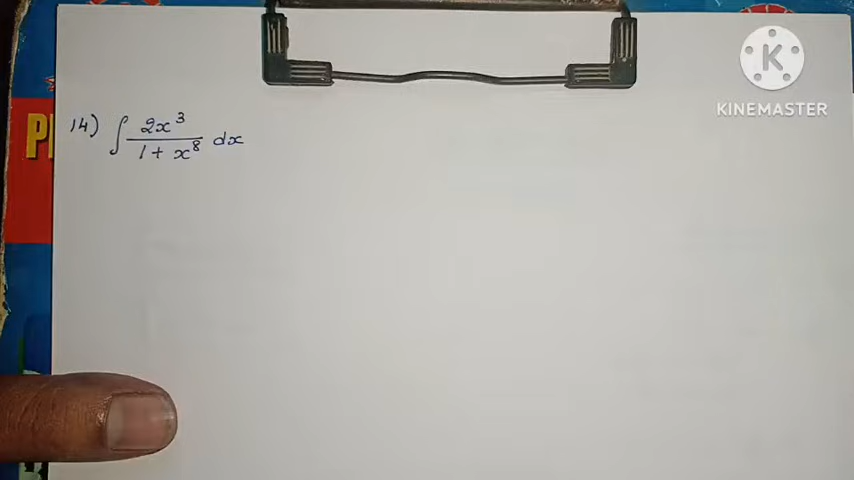 14) ∫ 2x³ / 1 + x⁸ dx
K
KINEMASTER
P